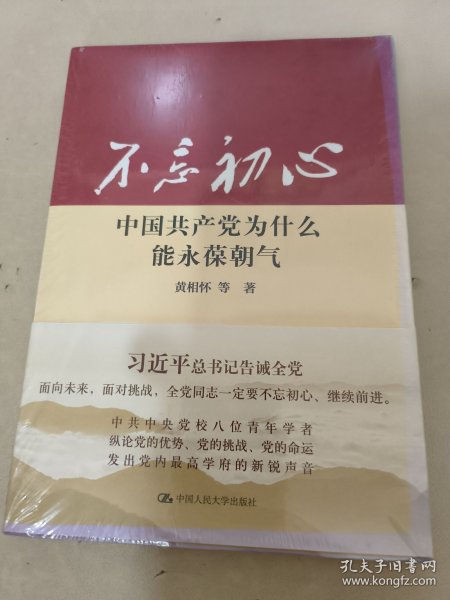 不忘初心
中国共产党为什么
能永葆朝气
黄相怀 等 著
习近平总书记告诫全党
面向未来，面对挑战，全党同志一定要不忘初心、继续前进。
中共中央党校八位青年学者
纵论党的优势、党的挑战、党的命运
发出党内最高学府的新锐声音
中国人民大学出版社
孔夫子旧书网
www.kongfz.com